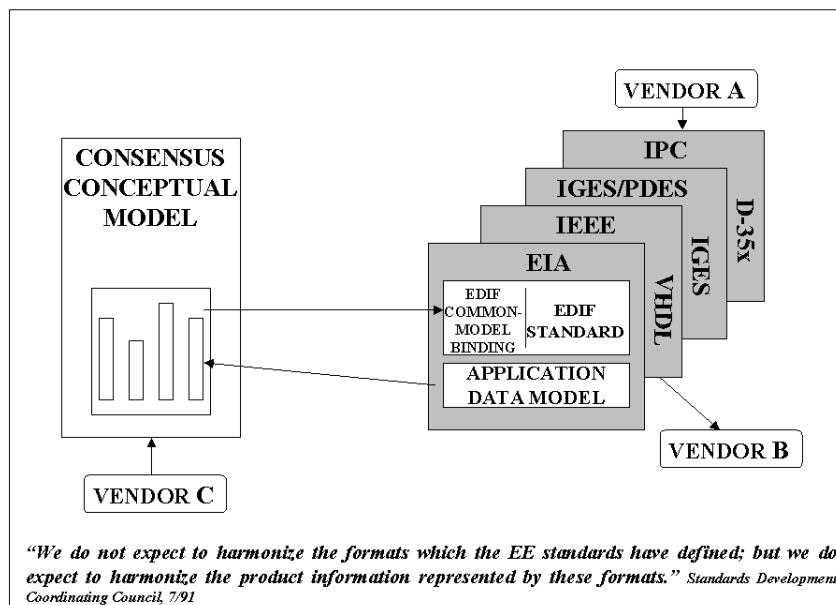 VENDOR A
CONSENSUS
CONCEPTUAL
MODEL
IPC
D-35x
IGES/PDES
IGES
IEEE
VHDL
EIA
EDIF
COMMON-
MODEL
BINDING
EDIF
STANDARD
APPLICATION
DATA MODEL
VENDOR B
VENDOR C
“We do not expect to harmonize the formats which the EE standards have defined; but we do
expect to harmonize the product information represented by these formats.” Standards Development
Coordinating Council, 7/91